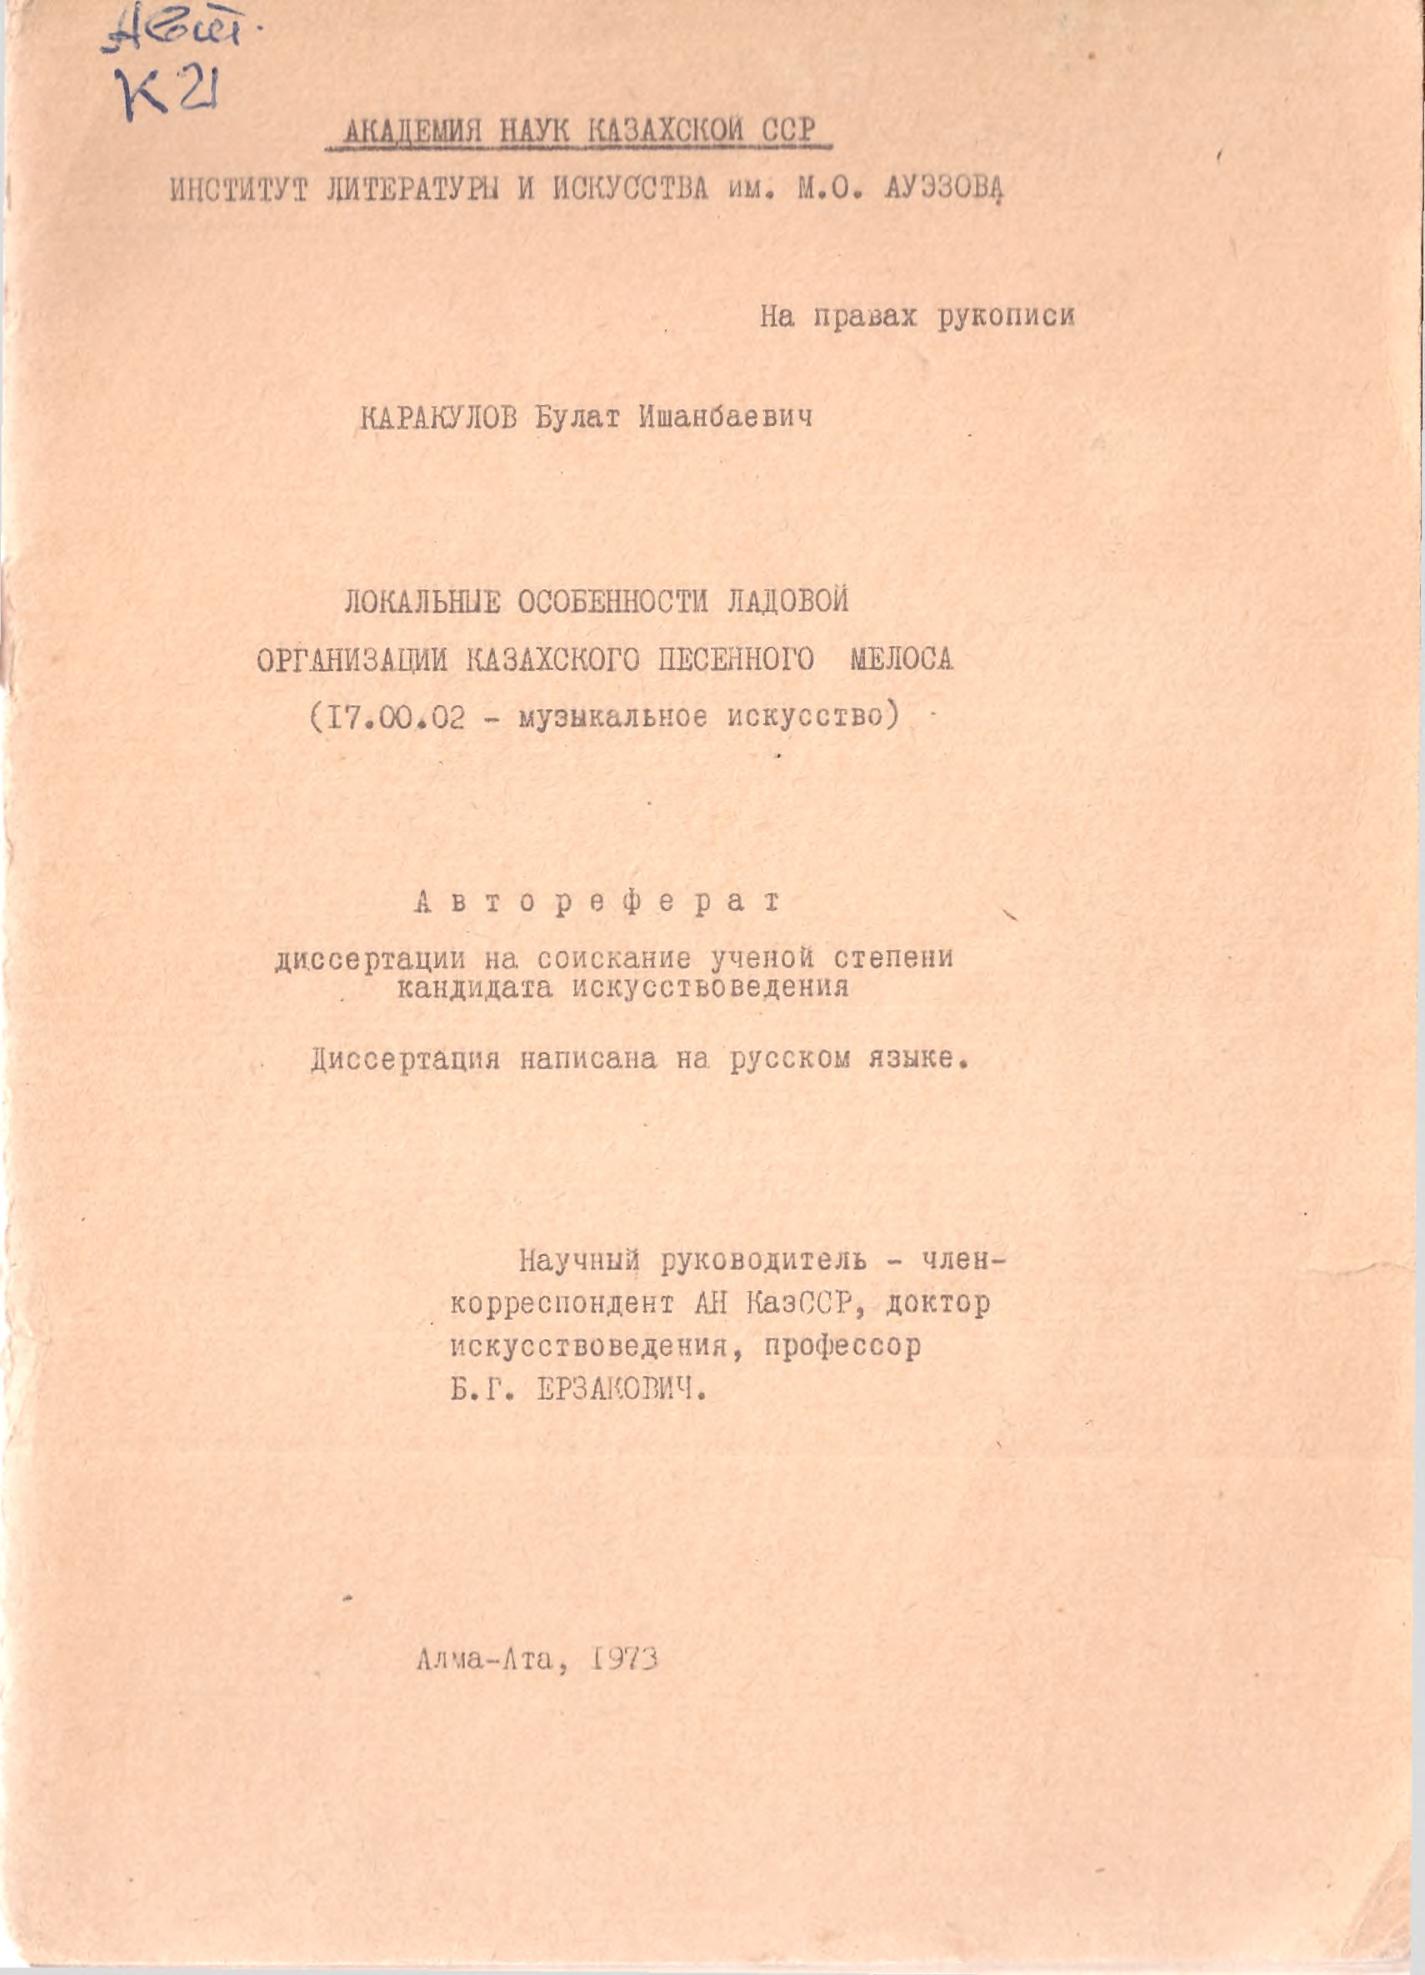 Авт.
К21
АКАДЕМИЯ НАУК КАЗАХСКОЙ ССР
ИНСТИТУТ ЛИТЕРАТУРЫ И ИСКУССТВА им. М.О. АУЭЗОВА
На правах рукописи
КАРАКУЛОВ Булат Ишанбаевич
ЛОКАЛЬНЫЕ ОСОБЕННОСТИ ЛАДОВОЙ
ОРГАНИЗАЦИИ КАЗАХСКОГО ПЕСЕННОГО МЕЛОСА
(17.00.02 - музыкальное искусство)
А в т о р е ф е р а т
диссертации на соискание ученой степени
кандидата искусствоведения
Диссертация написана на русском языке.
Научный руководитель - член-
корреспондент АН КазССР, доктор
искусствоведения, профессор
Б.Г. ЕРЗАКОВИЧ.
Алма-Ата, 1973